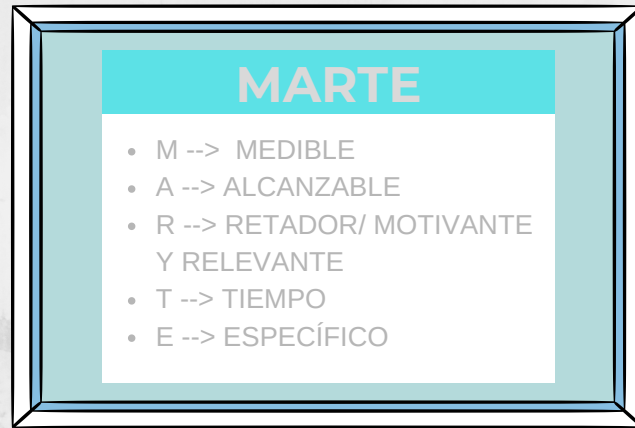 MARTE
• M --> MEDIBLE
• A --> ALCANZABLE
• R --> RETADOR/ MOTIVANTE
Y RELEVANTE
• T --> TIEMPO
• E --> ESPECÍFICO